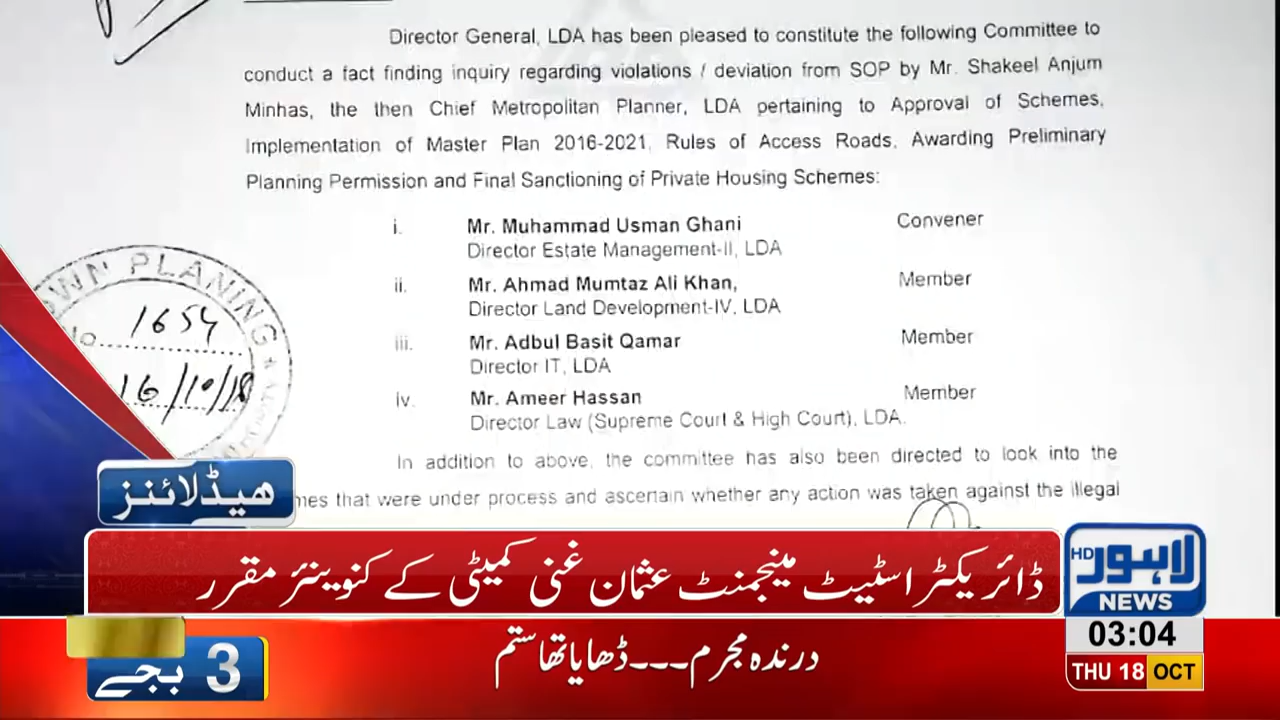 Director General, LDA has been pleased to constitute the following Committee to
conduct a fact finding inquiry regarding violations / deviation from SOP by Mr. Shakeel Anjum
Minhas, the then Chief Metropolitan Planner, LDA pertaining to Approval of Schemes,
Implementation of Master Plan 2016-2021, Rules of Access Roads, Awarding Preliminary
Planning Permission and Final Sanctioning of Private Housing Schemes:
i. Mr. Muhammad Usman Ghani Convener
Director Estate Management-II, LDA
ii. Mr. Ahmad Mumtaz Ali Khan, Member
Director Land Development-IV, LDA
iii. Mr. Adbul Basit Qamar Member
Director IT, LDA
iv. Mr. Ameer Hassan Member
Director Law (Supreme Court & High Court), LDA.
In addition to above, the committee has also been directed to look into the
mes that were under process and ascertain whether any action was taken against the illegal
OWN PLANING
No. 1654
16/10/18
ھیڈلائنز
ڈائریکٹر اسٹیٹ مینجمنٹ عثمان غنی کمیٹی کے کنوینئر مقرر
درندہ مجرم ۔۔۔ ڈھایا تھا ستم
3 بجے
لاہور HD
NEWS
03:04
THU 18 OCT